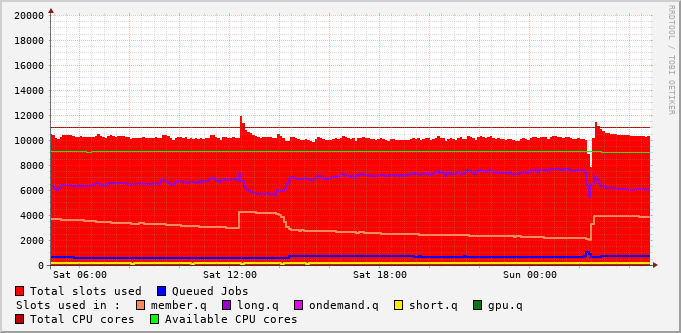 RRDTOOL / TOBI OETIKER
20000
18000
16000
14000
12000
10000
8000
6000
4000
2000
0
Sat 06:00 Sat 12:00 Sat 18:00 Sun 00:00
Total slots used Queued Jobs
Slots used in : member.q long.q ondemand.q short.q gpu.q
Total CPU cores Available CPU cores